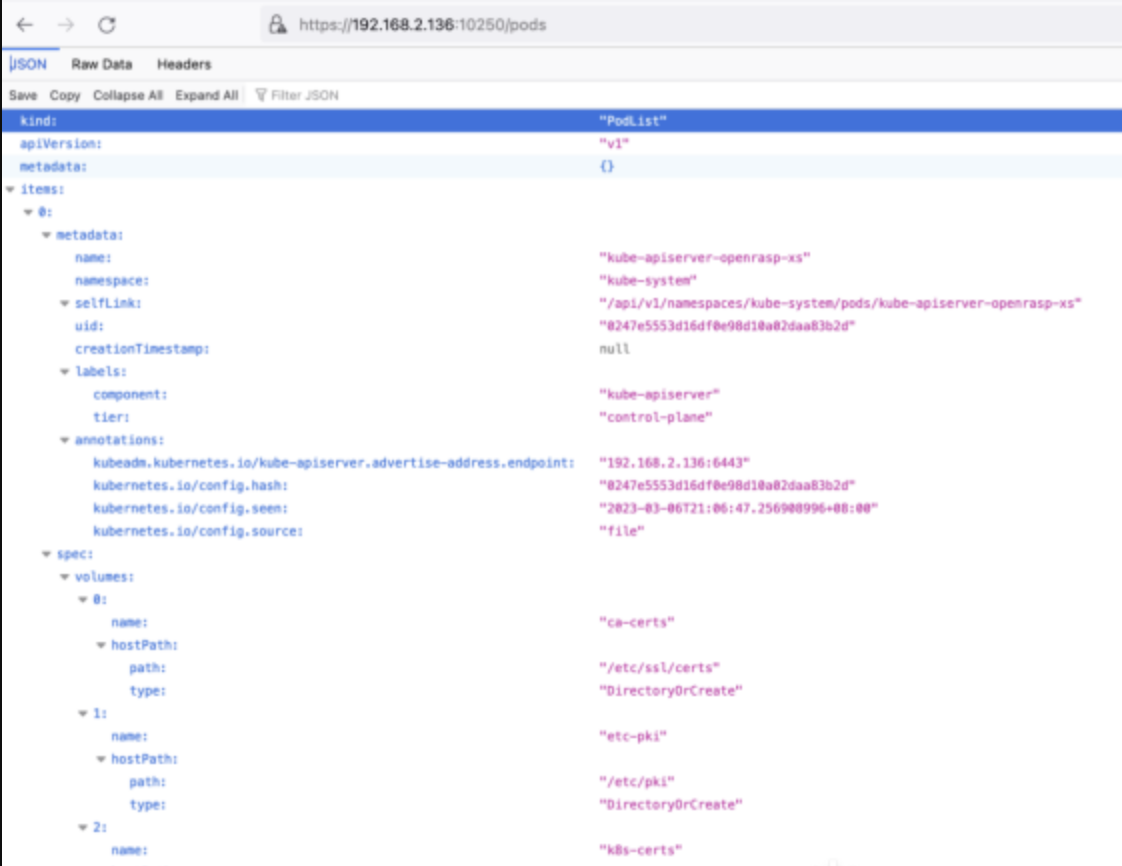 https://192.168.2.136:10250/pods
JSON Raw Data Headers
Save Copy Collapse All Expand All Filter JSON
kind: "PodList"
apiVersion: "v1"
metadata: {}
items:
0:
metadata:
name: "kube-apiserver-openrasp-xs"
namespace: "kube-system"
selfLink: "/api/v1/namespaces/kube-system/pods/kube-apiserver-openrasp-xs"
uid: "0247e5553d16df0e98d10a02daa83b2d"
creationTimestamp: null
labels:
component: "kube-apiserver"
tier: "control-plane"
annotations:
kubeadm.kubernetes.io/kube-apiserver.advertise-address.endpoint: "192.168.2.136:6443"
kubernetes.io/config.hash: "0247e5553d16df0e98d10a02daa83b2d"
kubernetes.io/config.seen: "2023-03-06T21:06:47.256908996+08:00"
kubernetes.io/config.source: "file"
spec:
volumes:
0:
name: "ca-certs"
hostPath:
path: "/etc/ssl/certs"
type: "DirectoryOrCreate"
1:
name: "etc-pki"
hostPath:
path: "/etc/pki"
type: "DirectoryOrCreate"
2:
name: "k8s-certs"